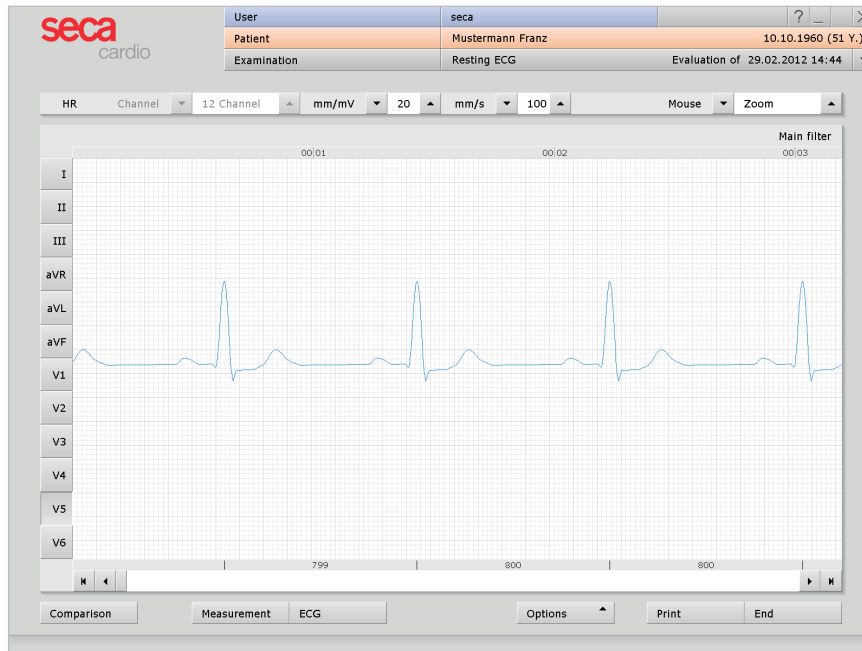 seca
cardio
User seca ? _
Patient Mustermann Franz 10.10.1960 (51 Y.)
Examination Resting ECG Evaluation of 29.02.2012 14:44
HR Channel 12 Channel mm/mV 20 mm/s 100 Mouse Zoom
Main filter
00|01 00|02 00|03
I
II
III
aVR
aVL
aVF
V1
V2
V3
V4
V5
V6
799 800 800
Comparison Measurement ECG Options Print End